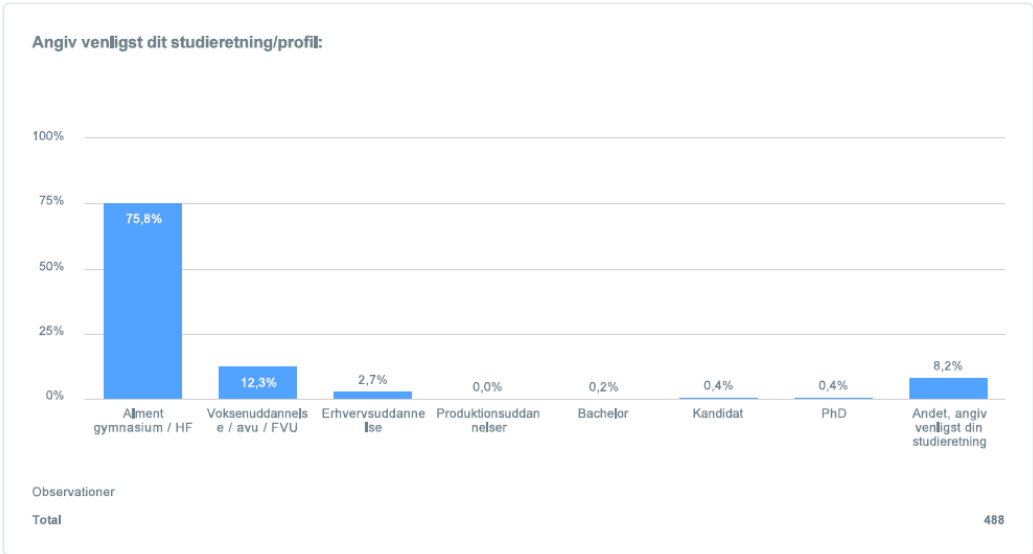 Angiv venligst dit studieretning/profil:
100%
75%
50%
25%
0%
75,8%
12,3%
2,7%
0,0%
0,2%
0,4%
0,4%
8,2%
Alment
gymnasium / HF
Voksenuddannels
e / avu / FVU
Erhvervsuddanne
lse
Produktionsuddan
nelser
Bachelor
Kandidat
PhD
Andet, angiv
venligst din
studieretning
Observationer
Total 488